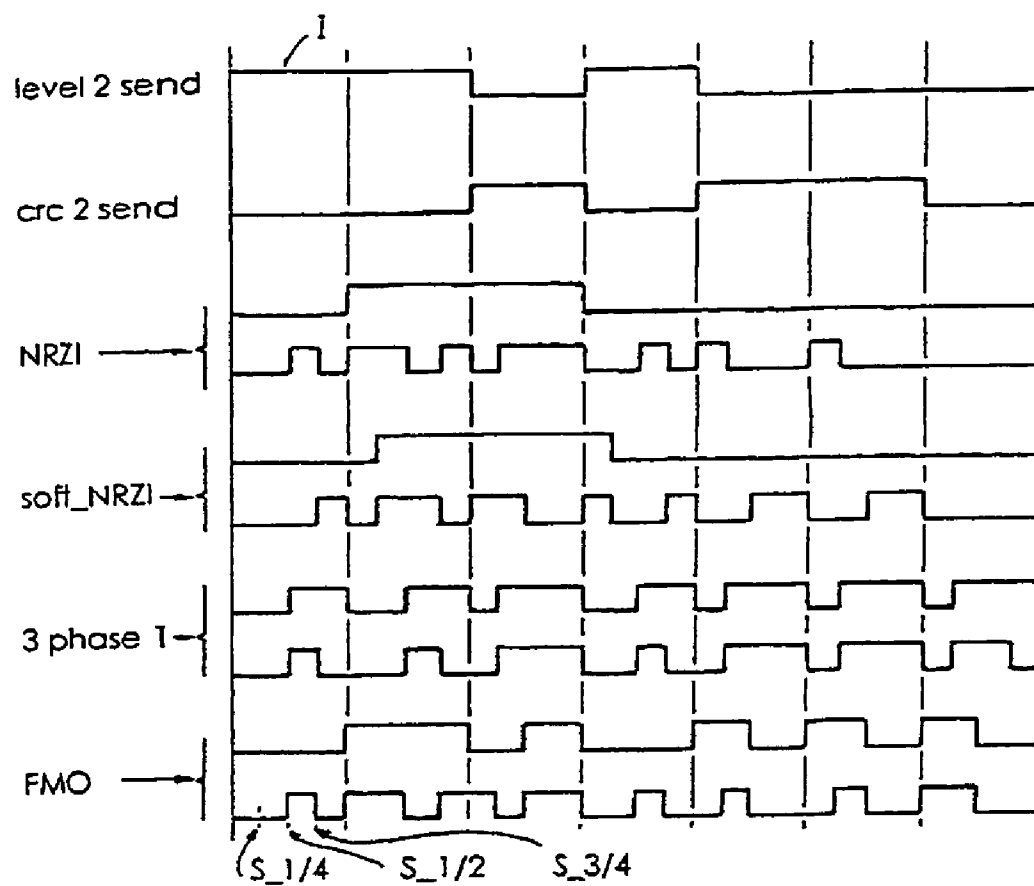 I
level 2 send
crc 2 send
NRZI
soft_NRZI
3 phase 1
FMO
S_1/4 S_1/2 S_3/4